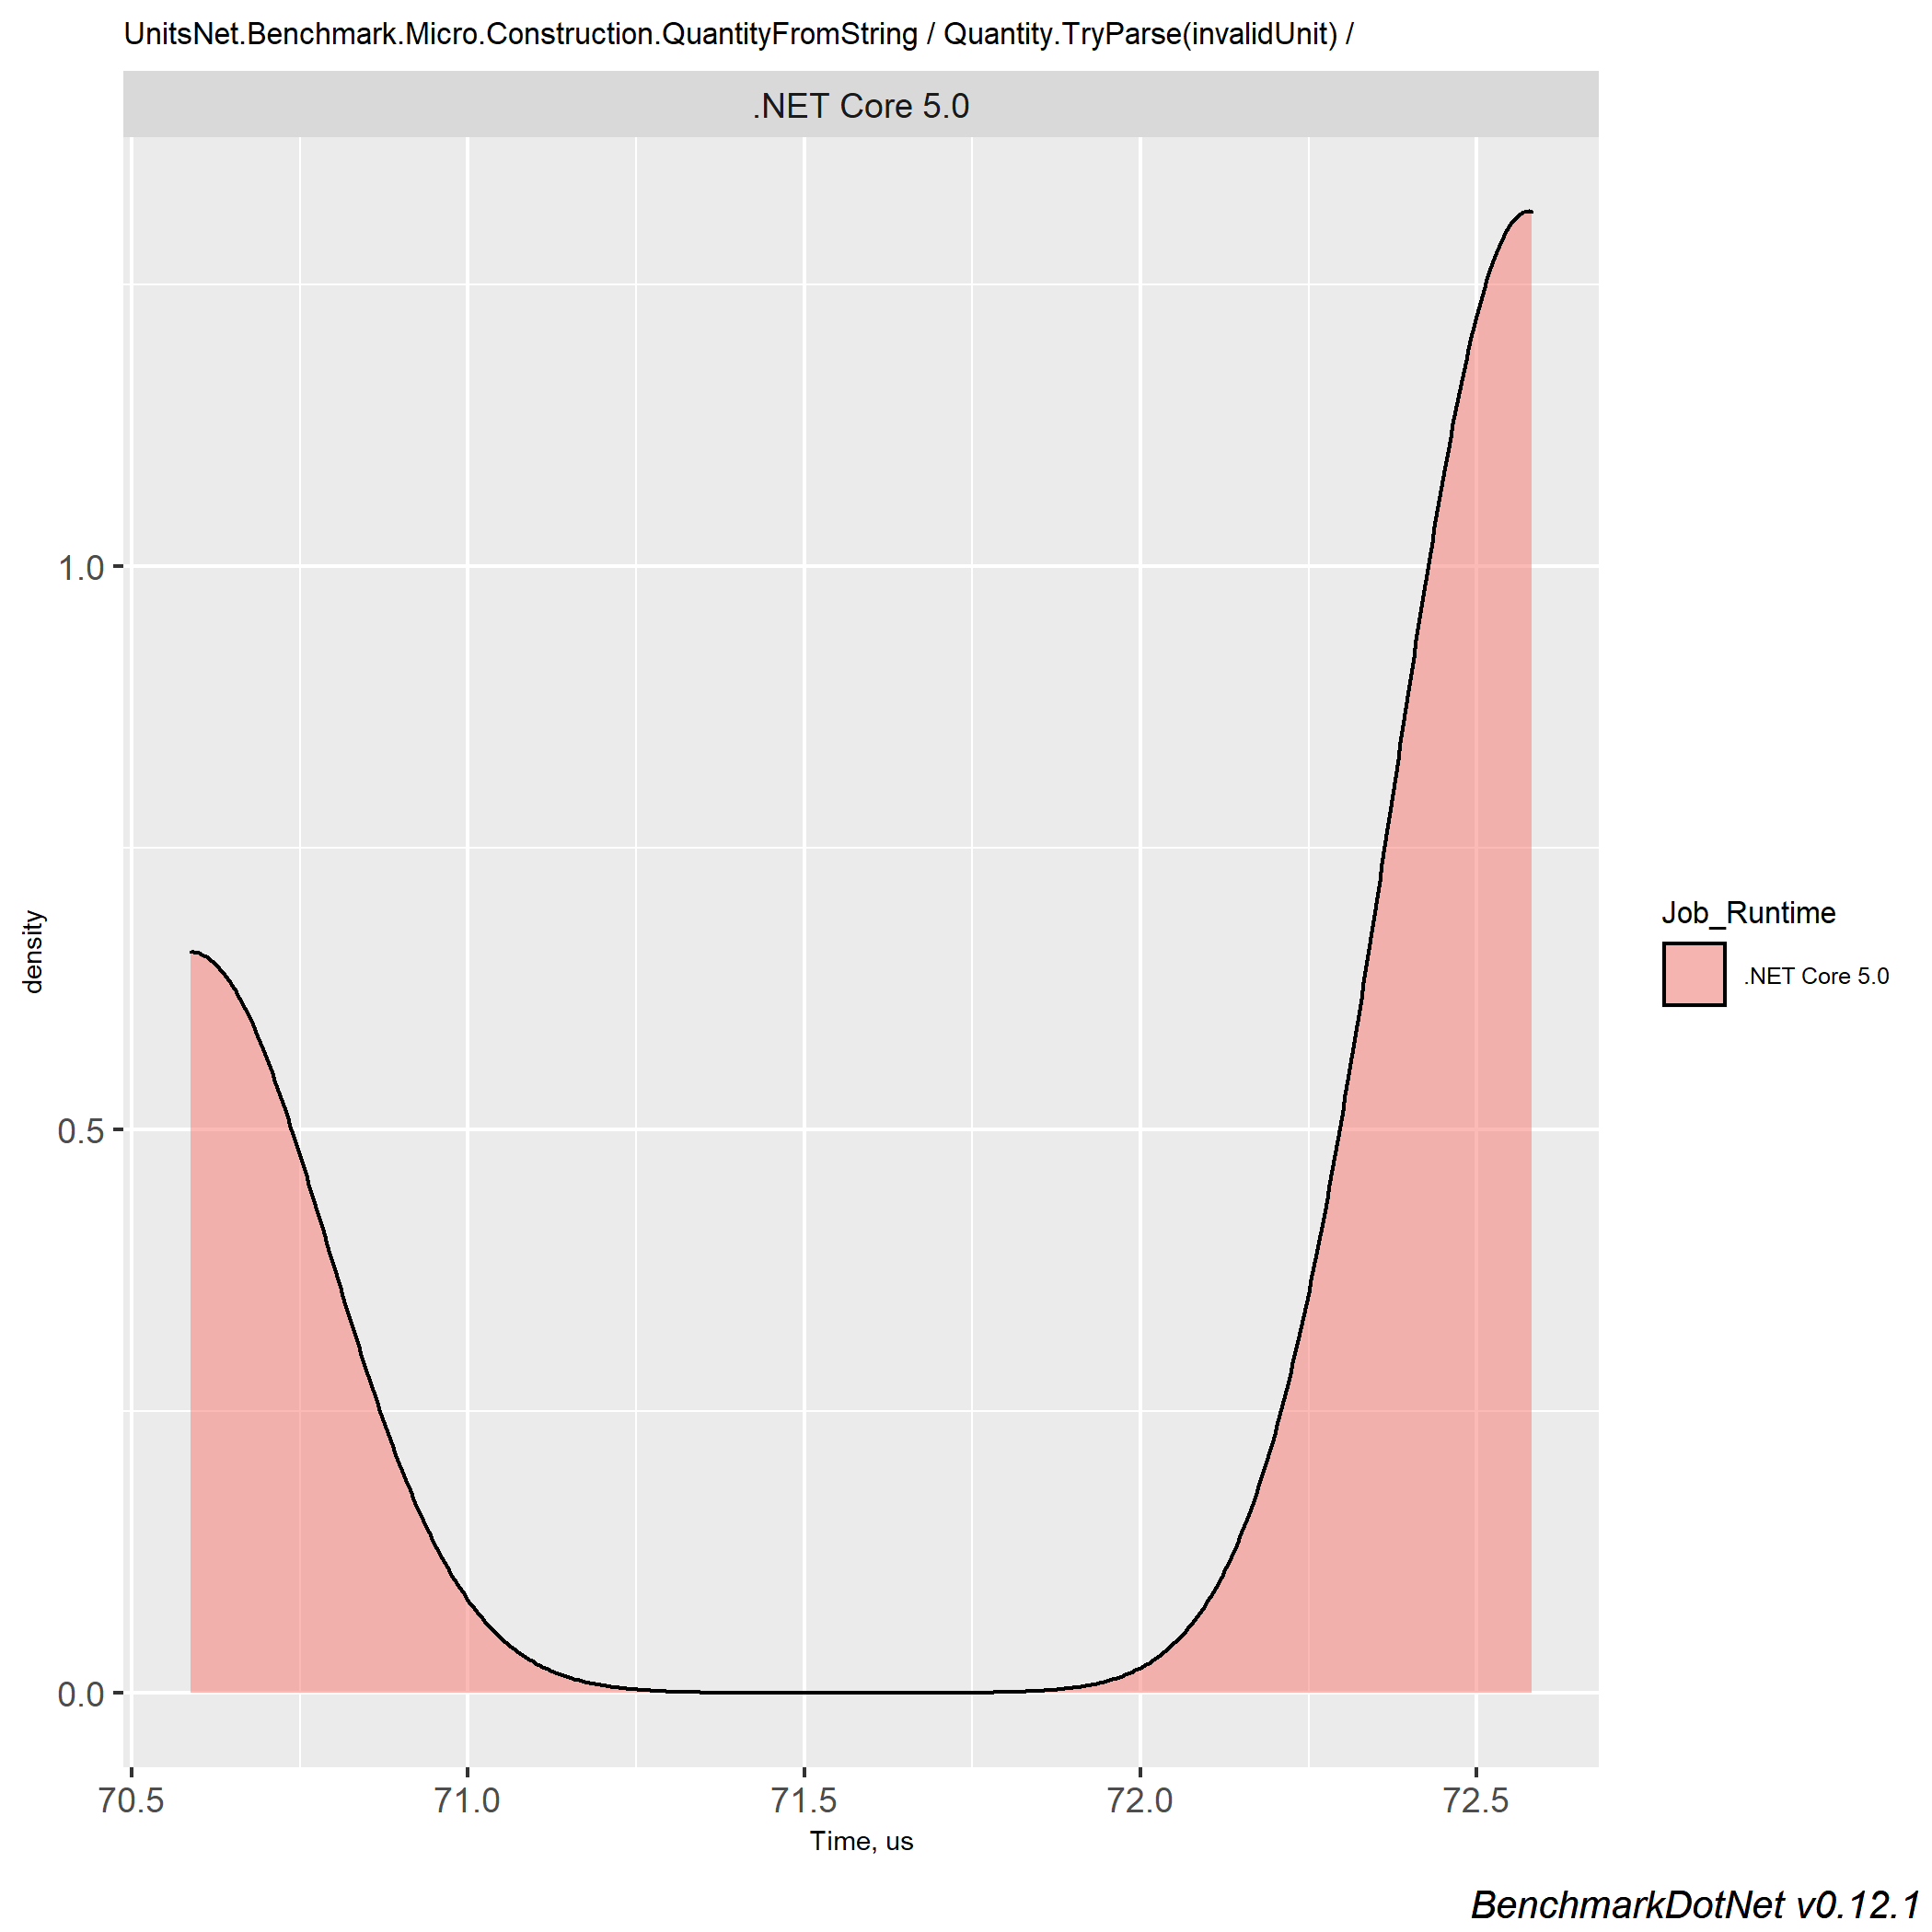 UnitsNet.Benchmark.Micro.Construction.QuantityFromString / Quantity.TryParse(invalidUnit) /
.NET Core 5.0
1.0
0.5
0.0
density
70.5 71.0 71.5 72.0 72.5
Time, us
Job_Runtime
.NET Core 5.0
BenchmarkDotNet v0.12.1